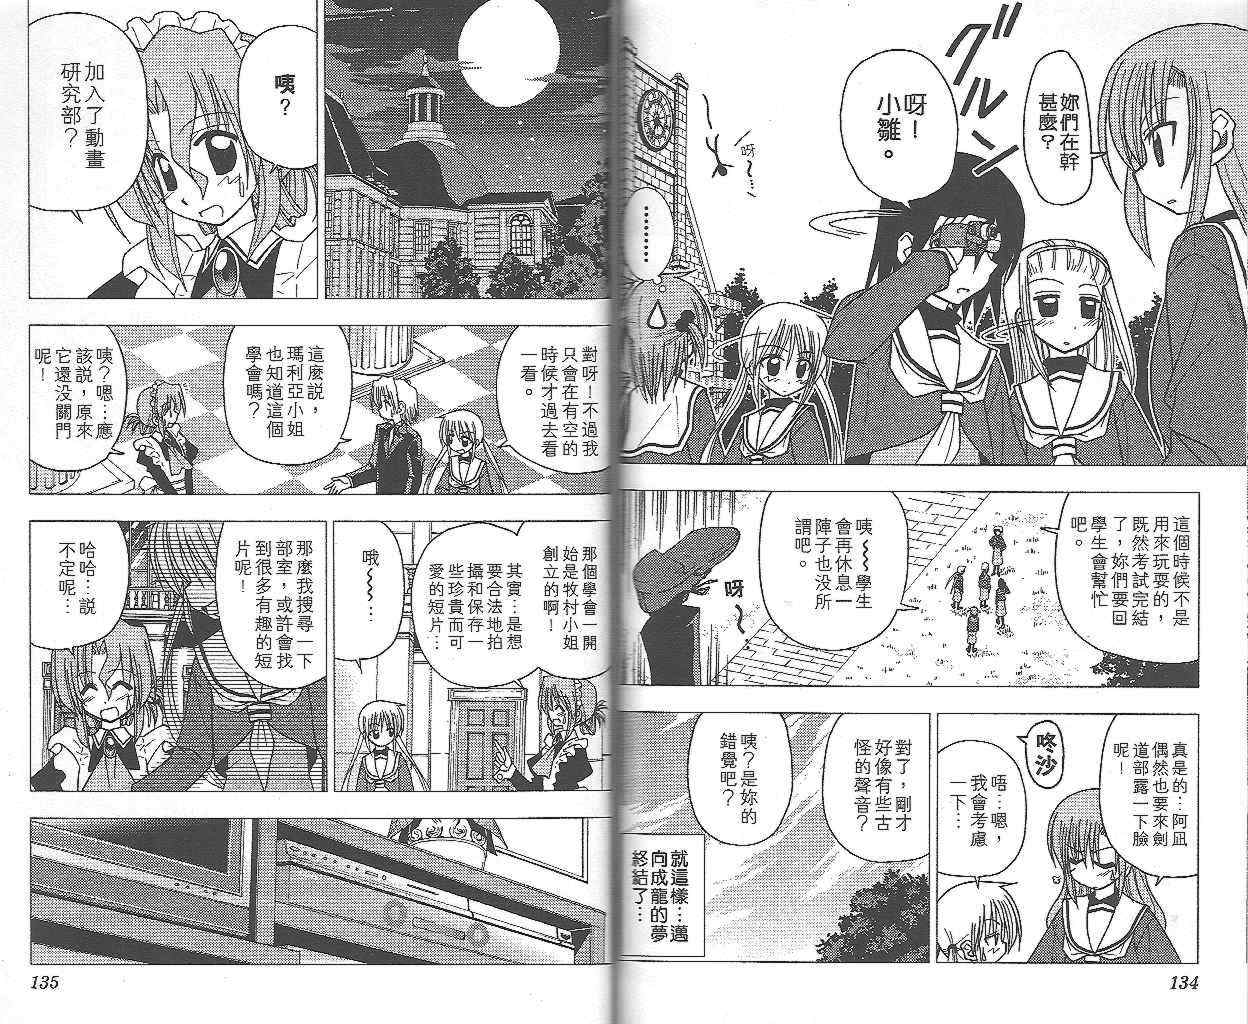 妳們在幹
甚麼？
グルン
呀！
小雛。
呀～…
………
這個時候不是
用來玩耍的，
既然考試完結
了，妳們要回
學生會幫忙
吧。
咦～～學生
會再休息一
陣子也没所
謂吧。
呀～…
真是的…阿凪
偶然也要來劍
道部露一下臉
呢！
咚沙
唔…嗯，
我會考慮
一下…
對了，剛才
好像有些古
怪的聲音？
咦？是妳的
錯覺吧？
就這樣…邁
向成龍的夢
終結了…
134
咦？
加入了動畫
研究部？
對呀！不過我
只會在有空的
時候才過去看
一看。
這麼説，
瑪利亞小姐
也知道這個
學會嗎？
咦？嗯…應
該説，原來
它還没關門
呢！
那個學會一開
始是牧村小姐
創立的啊！
其實…是想
要合法地拍
攝和保存一
些珍貴而可
愛的短片…
哦
～～…
那麼我搜尋一下
部室，或許會找
到很多有趣的短
片呢！
哈哈…説
不定呢…
135